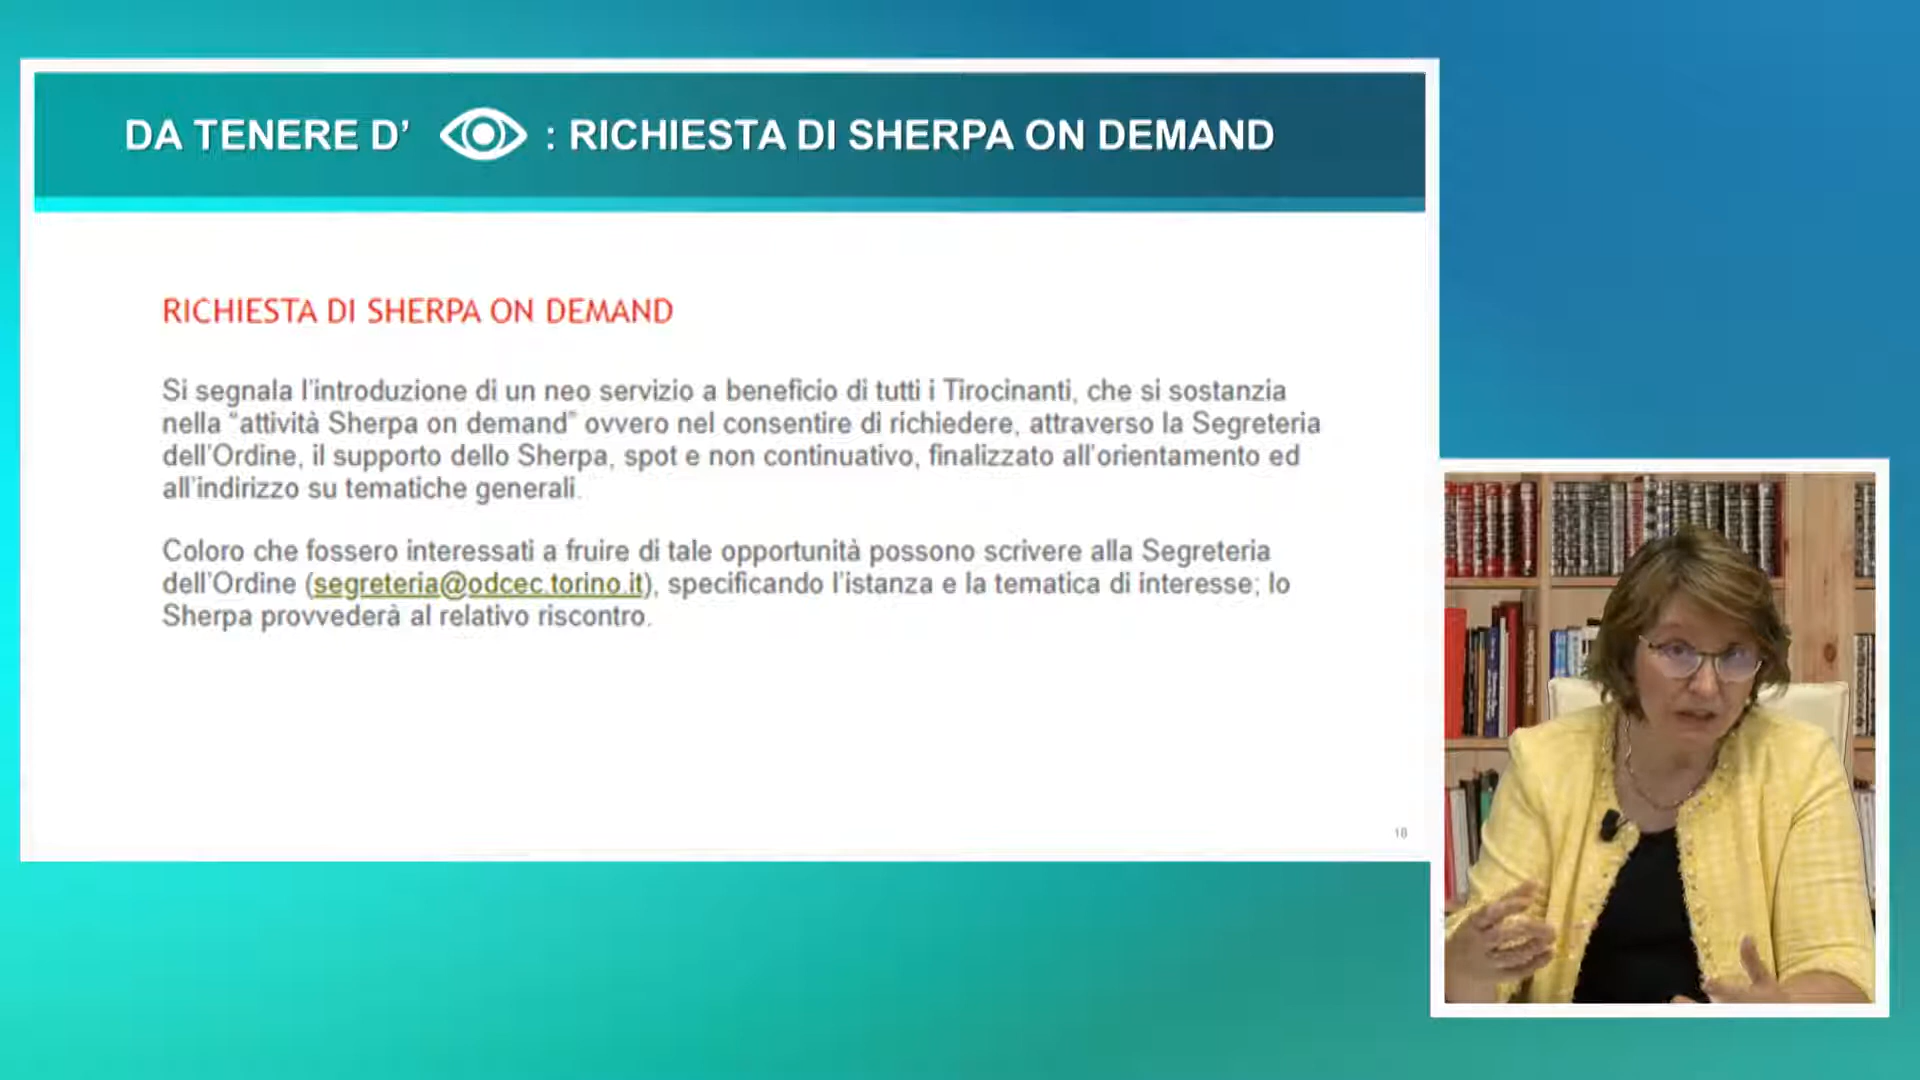 DA TENERE D’ : RICHIESTA DI SHERPA ON DEMAND
RICHIESTA DI SHERPA ON DEMAND
Si segnala l’introduzione di un neo servizio a beneficio di tutti i Tirocinanti, che si sostanzia
nella “attività Sherpa on demand” ovvero nel consentire di richiedere, attraverso la Segreteria
dell’Ordine, il supporto dello Sherpa, spot e non continuativo, finalizzato all’orientamento ed
all’indirizzo su tematiche generali.
Coloro che fossero interessati a fruire di tale opportunità possono scrivere alla Segreteria
dell’Ordine (segreteria@odcec.torino.it), specificando l’istanza e la tematica di interesse; lo
Sherpa provvederà al relativo riscontro.